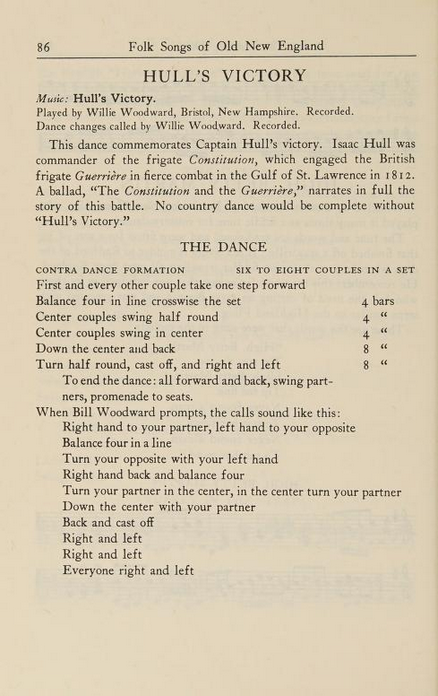 86 Folk Songs of Old New England
HULL'S VICTORY
Music: Hull's Victory.
Played by Willie Woodward, Bristol, New Hampshire. Recorded.
Dance changes called by Willie Woodward. Recorded.
This dance commemorates Captain Hull's victory. Isaac Hull was
commander of the frigate Constitution, which engaged the British
frigate Guerrière in fierce combat in the Gulf of St. Lawrence in 1812.
A ballad, "The Constitution and the Guerrière," narrates in full the
story of this battle. No country dance would be complete without
"Hull's Victory."
THE DANCE
CONTRA DANCE FORMATION SIX TO EIGHT COUPLES IN A SET
First and every other couple take one step forward
Balance four in line crosswise the set 4 bars
Center couples swing half round 4 "
Center couples swing in center 4 "
Down the center and back 8 "
Turn half round, cast off, and right and left 8 "
To end the dance: all forward and back, swing part-
ners, promenade to seats.
When Bill Woodward prompts, the calls sound like this:
Right hand to your partner, left hand to your opposite
Balance four in a line
Turn your opposite with your left hand
Right hand back and balance four
Turn your partner in the center, in the center turn your partner
Down the center with your partner
Back and cast off
Right and left
Right and left
Everyone right and left